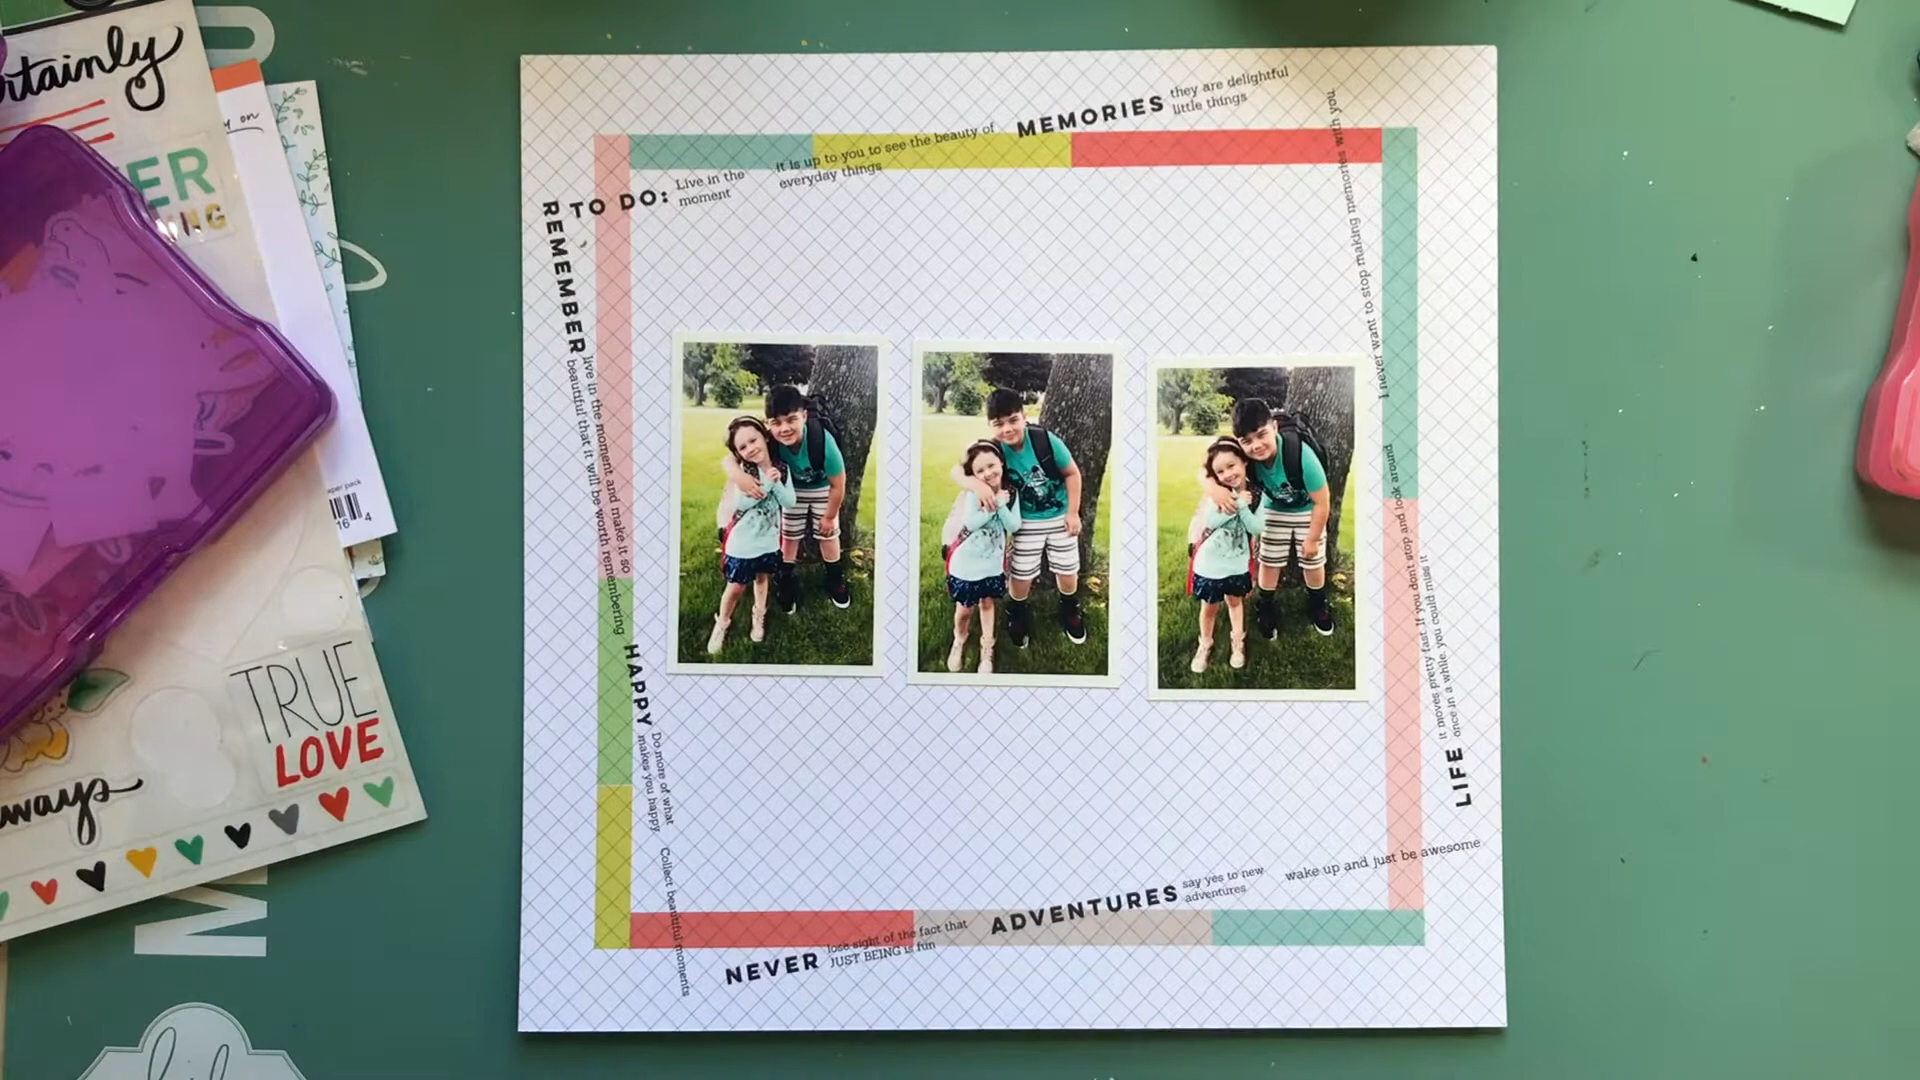 MEMORIES
they are delightful
little things
it is up to you to see the beauty of
everyday things
TO DO:
Live in the
moment
REMEMBER
live in the moment and make it so
beautiful that it will be worth remembering
HAPPY
Do more of what
makes you happy
Collect beautiful moments
NEVER
lose sight of the fact that
JUST BEING is fun
ADVENTURES
say yes to new
adventures
wake up and just be awesome
LIFE
it moves pretty fast. If you don't stop and look around
once in a while, you could miss it
I never want to stop making memories with you
TRUE
LOVE
16 4
on